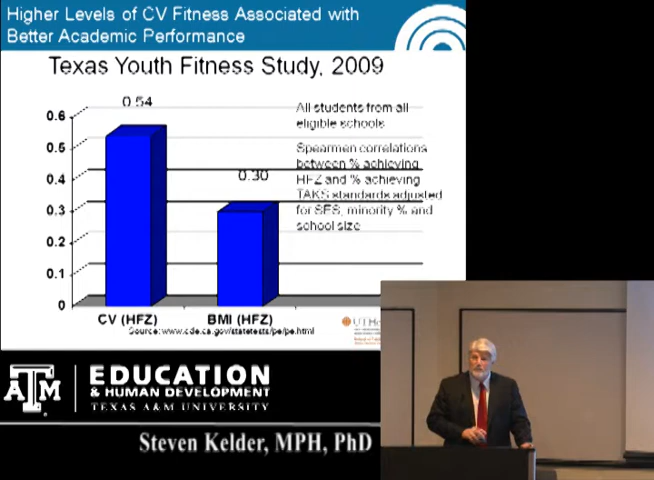 Higher Levels of CV Fitness Associated with
Better Academic Performance
Texas Youth Fitness Study, 2009
0.54
0.30
0.6
0.5
0.4
0.3
0.2
0.1
0
CV (HFZ)
BMI (HFZ)
All students from all
eligible schools
Spearmen correlations
between % achieving
HFZ and % achieving
TAKS standards adjusted
for SES, minority % and
school size
Source: www.cde.ca.gov/statetests/pe/pe.html
ATM
EDUCATION
& HUMAN DEVELOPMENT
TEXAS A&M UNIVERSITY
Steven Kelder, MPH, PhD